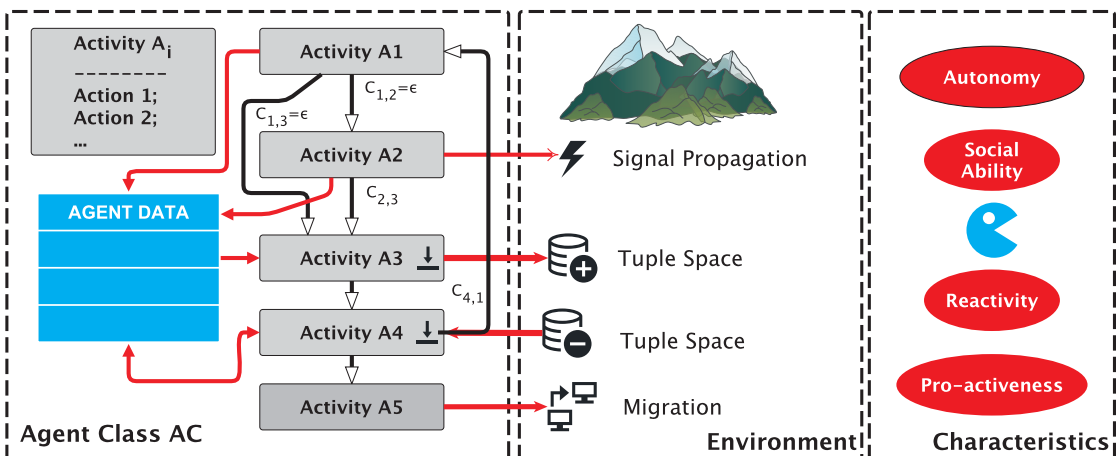 Activity Ai
_ _ _ _ _ _ _ _ _
Action 1;
Action 2;
...
Activity A1
C1,3=ϵ
C1,2=ϵ
Activity A2
C2,3
AGENT DATA
Activity A3
C4,1
Activity A4
Activity A5
Agent Class AC
Signal Propagation
Tuple Space
Tuple Space
Migration
Environment
Autonomy
Social
Ability
Reactivity
Pro-activeness
Characteristics